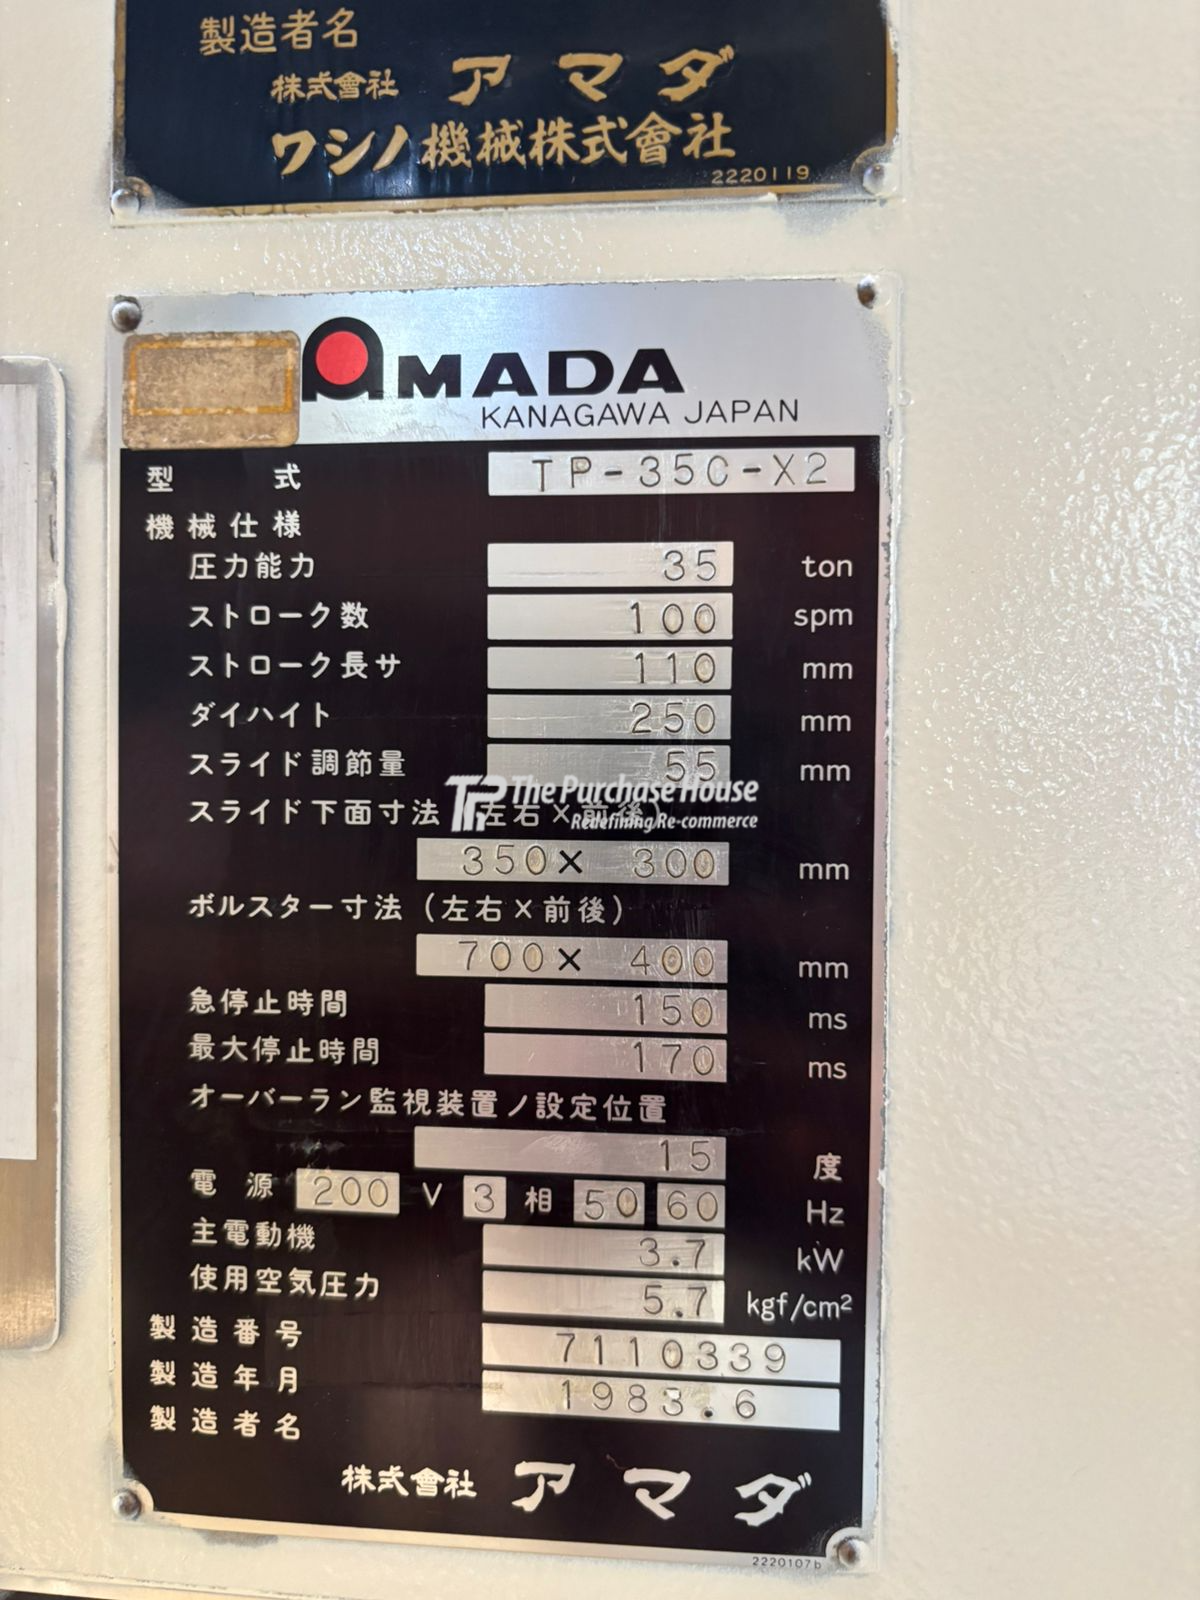 製造者名
株式會社 アマダ
ワシノ機械株式會社
2220119
AMADA
KANAGAWA JAPAN
型式 TP-35C-X2
機械仕様
圧力能力 35 ton
ストローク数 100 spm
ストローク長サ 110 mm
ダイハイト 250 mm
スライド調節量 55 mm
The Purchase House
Redefining Re-commerce
スライド下面寸法(左右×前後)
350× 300 mm
ボルスター寸法(左右×前後)
700× 400 mm
急停止時間 150 ms
最大停止時間 170 ms
オーバーラン監視装置ノ設定位置
15 度
電源 200 V 3 相 50 60 Hz
主電動機 3.7 kW
使用空気圧力 5.7 kgf/cm²
製造番号 7110339
製造年月 1983.6
製造者名
株式會社 アマダ
2220107b